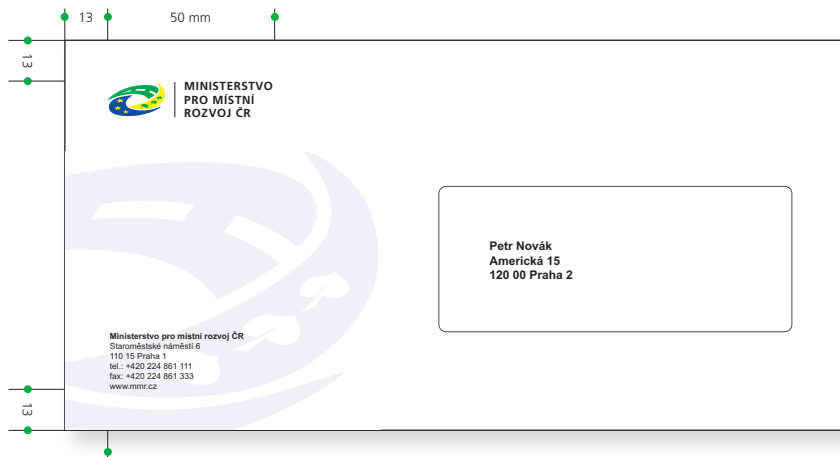 13
50 mm
13
MINISTERSTVO
PRO MÍSTNÍ
ROZVOJ ČR
Petr Novák
Americká 15
120 00 Praha 2
Ministerstvo pro místní rozvoj ČR
Staroměstské náměstí 6
110 15 Praha 1
tel.: +420 224 861 111
fax: +420 224 861 333
www.mmr.cz
13